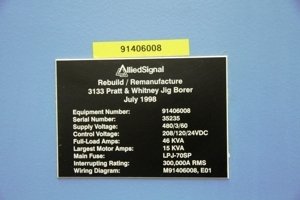 91406008
AlliedSignal
Rebuild / Remanufacture
3133 Pratt & Whitney Jig Borer
July 1998
Equipment Number: 91406008
Serial Number: 35235
Supply Voltage: 480/3/60
Control Voltage: 208/120/24VDC
Full-Load Amps: 46 KVA
Largest Motor Amps: 15 KVA
Main Fuse: LPJ-70SP
Interrupting Rating: 300,000A RMS
Wiring Diagram: M91406008, E01